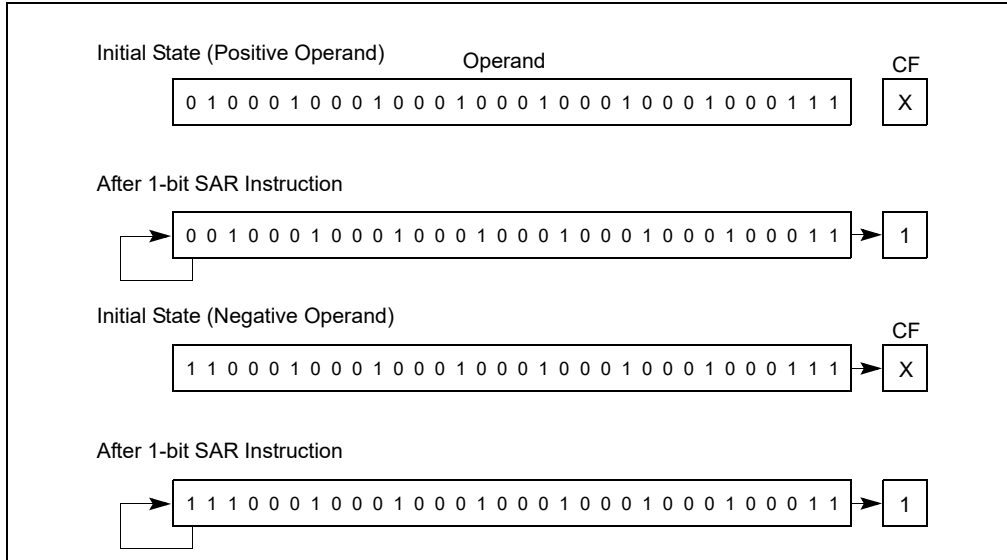 Initial State (Positive Operand)
Operand
CF
0 1 0 0 0 1 0 0 0 1 0 0 0 1 0 0 0 1 0 0 0 1 0 0 0 1 0 0 0 1 1 1
X
After 1-bit SAR Instruction
0 0 1 0 0 0 1 0 0 0 1 0 0 0 1 0 0 0 1 0 0 0 1 0 0 0 1 0 0 0 1 1
1
Initial State (Negative Operand)
CF
1 1 0 0 0 1 0 0 0 1 0 0 0 1 0 0 0 1 0 0 0 1 0 0 0 1 0 0 0 1 1 1
X
After 1-bit SAR Instruction
1 1 1 0 0 0 1 0 0 0 1 0 0 0 1 0 0 0 1 0 0 0 1 0 0 0 1 0 0 0 1 1
1